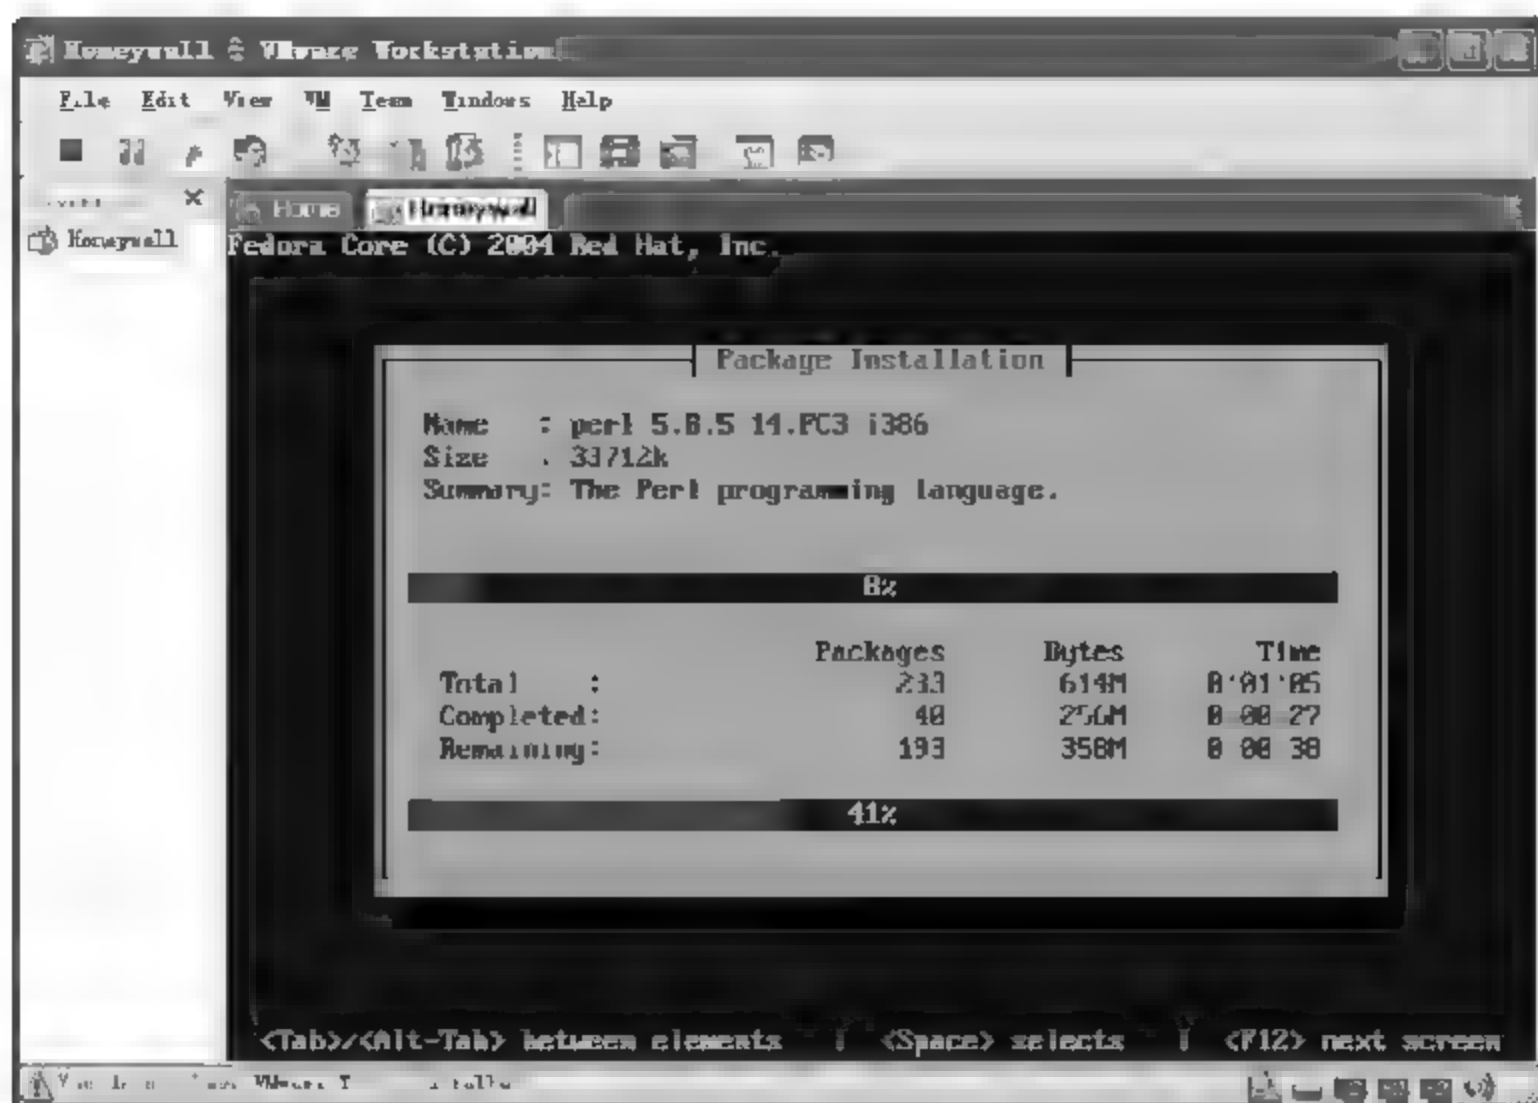 Honeywall - VMware Workstation
File Edit View VM Team Windows Help
Home Honeywall
Honeywall
Fedora Core (C) 2004 Red Hat, Inc.
Package Installation
Name : perl 5.8.5 14.FC3 i386
Size : 33712k
Summary: The Perl programming language.
8%
Packages Bytes Time
Total : 233 614M 0:01:05
Completed: 40 256M 0:00:27
Remaining: 193 358M 0:00:38
41%
<Tab>/<Alt-Tab> between elements | <Space> selects | <F12> next screen
VMware